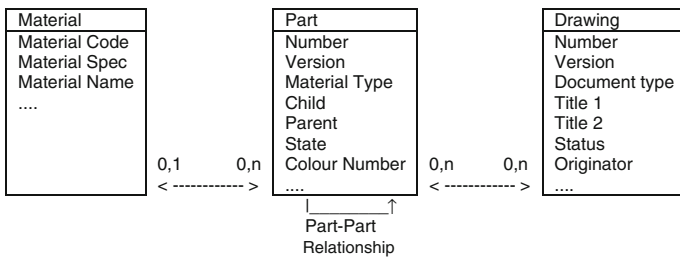 Material
Material Code
Material Spec
Material Name
....
0,1 0,n
< ------------ >
Part
Number
Version
Material Type
Child
Parent
State
Colour Number
....
Part-Part
Relationship
0,n 0,n
< ------------ >
Drawing
Number
Version
Document type
Title 1
Title 2
Status
Originator
....